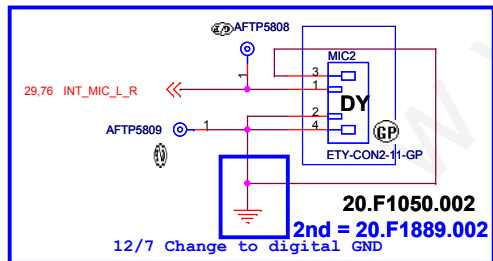 AFTP5808
MIC2
1
3
29,76 INT_MIC_L_R
1
DY
2
AFTP5809
1
4
GP
ETY-CON2-11-GP
20.F1050.002
2nd = 20.F1889.002
12/7 Change to digital GND